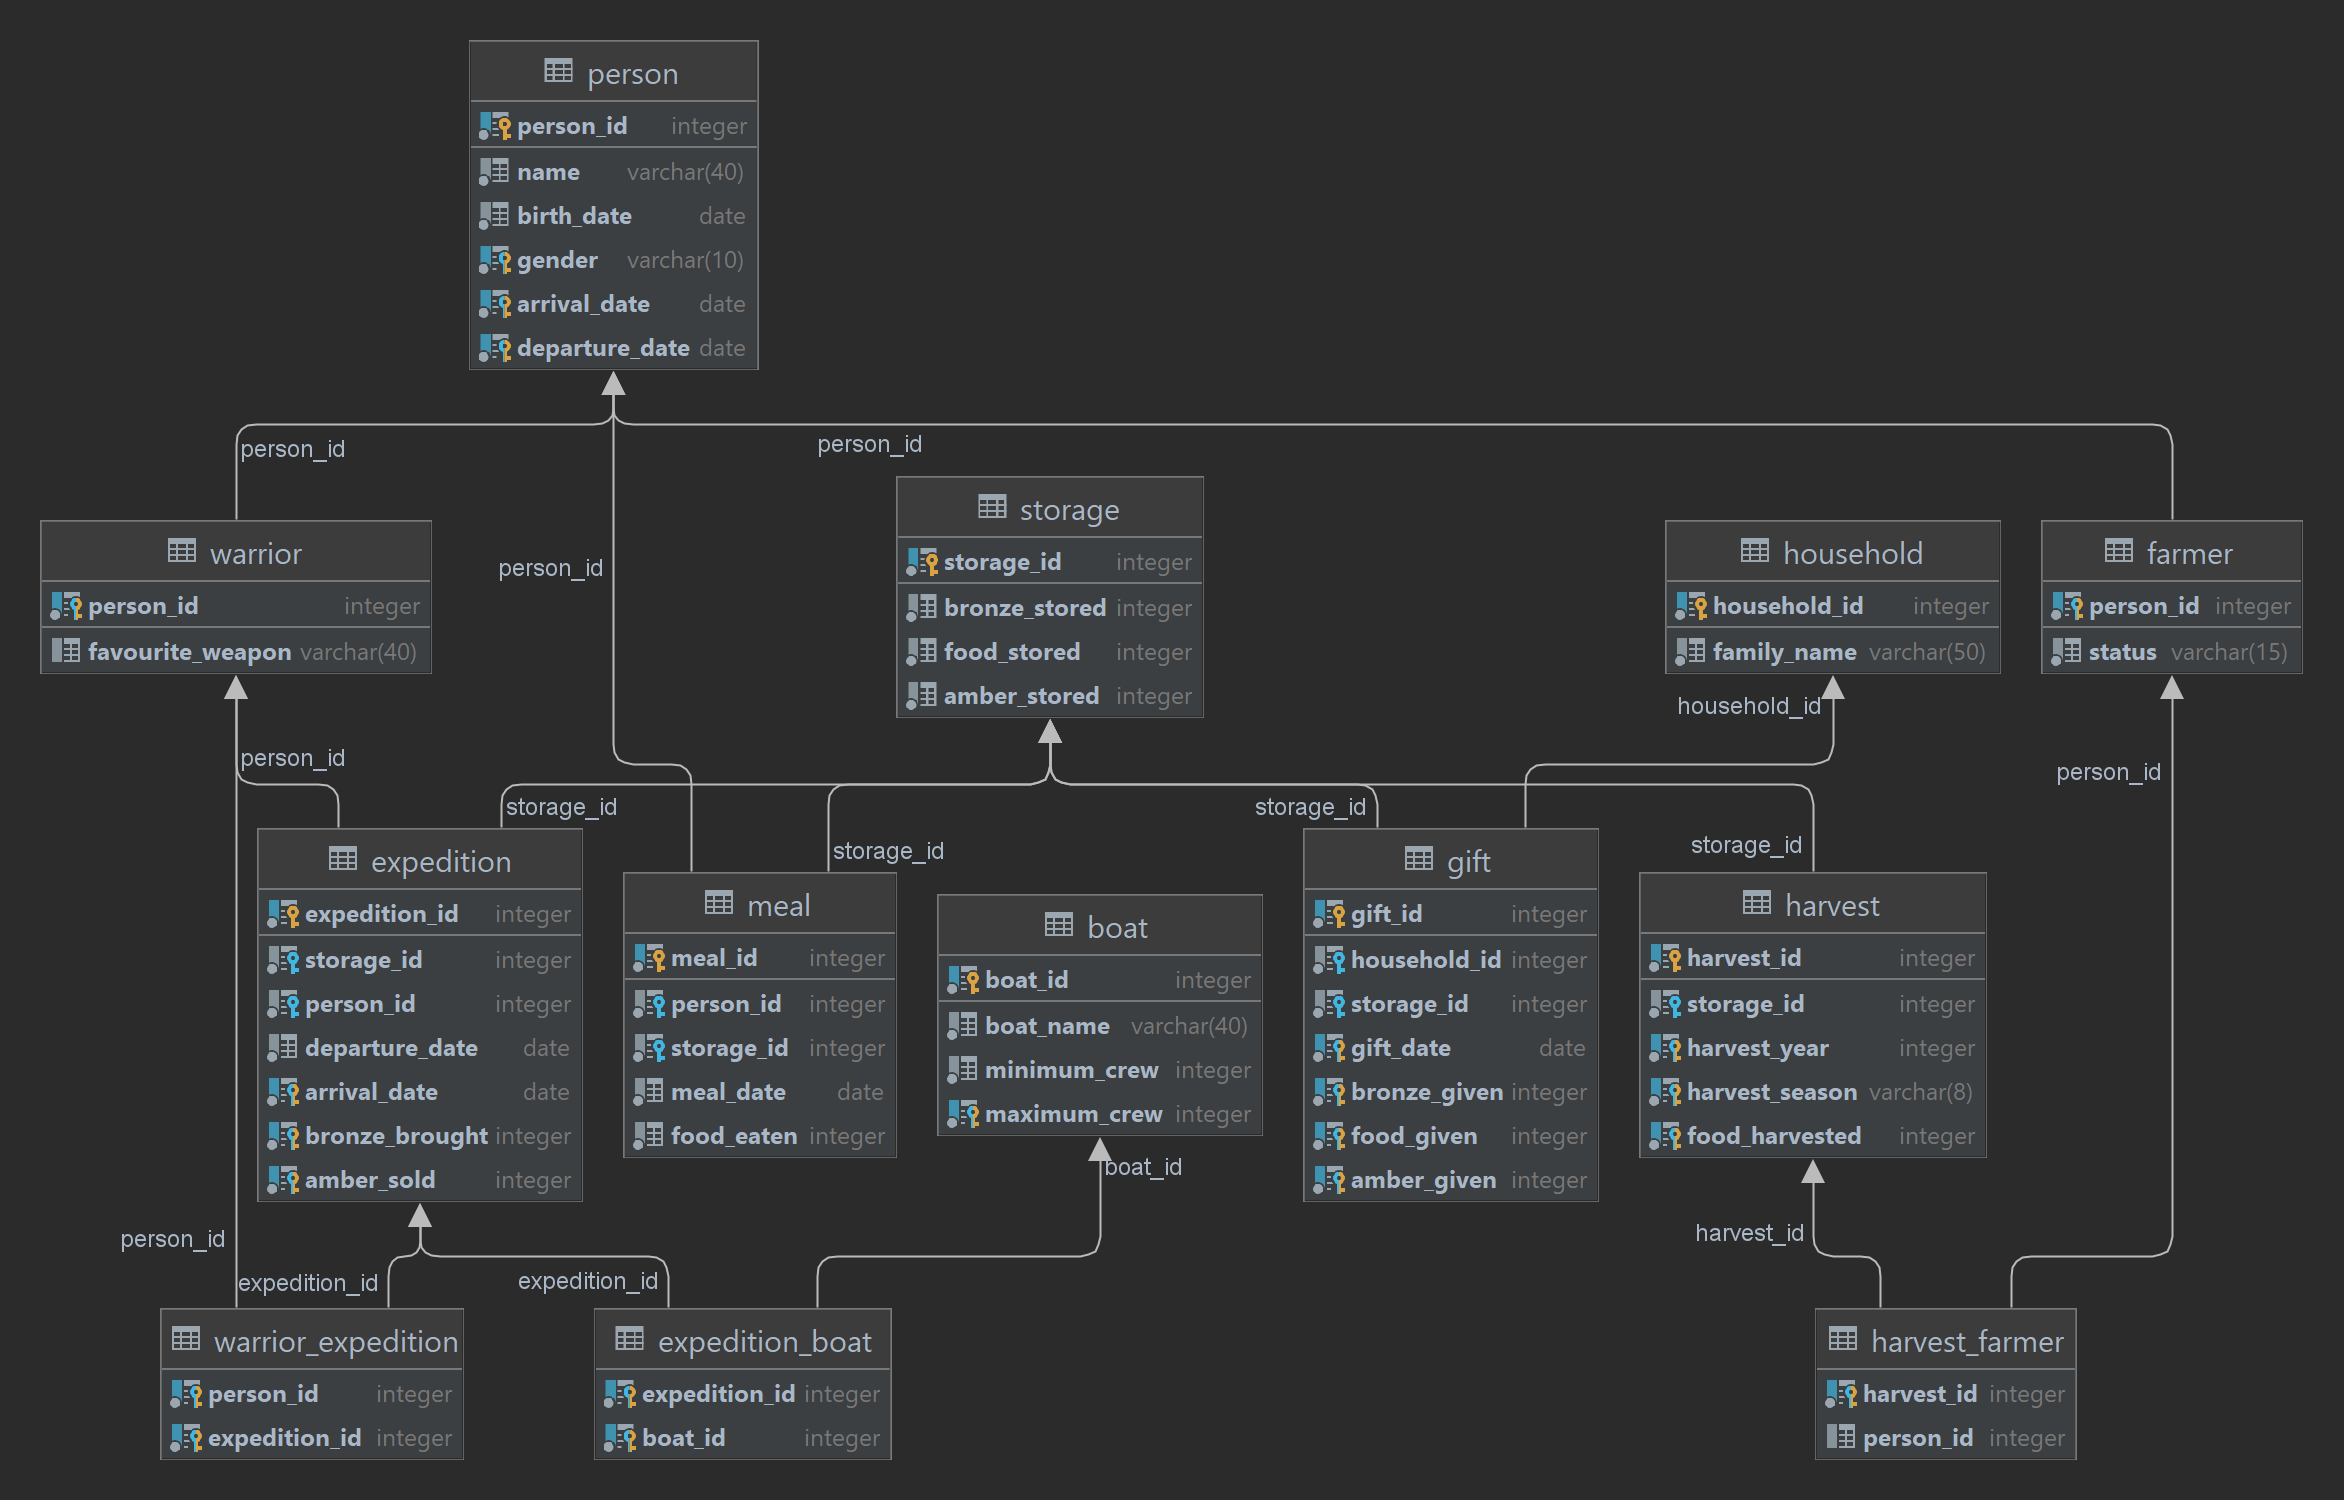 person
person_id integer
name varchar(40)
birth_date date
gender varchar(10)
arrival_date date
departure_date date
person_id
person_id
person_id
storage
storage_id integer
bronze_stored integer
food_stored integer
amber_stored integer
warrior
person_id integer
favourite_weapon varchar(40)
household
household_id integer
family_name varchar(50)
farmer
person_id integer
status varchar(15)
household_id
person_id
person_id
storage_id
storage_id
storage_id
storage_id
expedition
expedition_id integer
storage_id integer
person_id integer
departure_date date
arrival_date date
bronze_brought integer
amber_sold integer
meal
meal_id integer
person_id integer
storage_id integer
meal_date date
food_eaten integer
boat
boat_id integer
boat_name varchar(40)
minimum_crew integer
maximum_crew integer
gift
gift_id integer
household_id integer
storage_id integer
gift_date date
bronze_given integer
food_given integer
amber_given integer
harvest
harvest_id integer
storage_id integer
harvest_year integer
harvest_season varchar(8)
food_harvested integer
boat_id
person_id
expedition_id
expedition_id
harvest_id
warrior_expedition
person_id integer
expedition_id integer
expedition_boat
expedition_id integer
boat_id integer
harvest_farmer
harvest_id integer
person_id integer